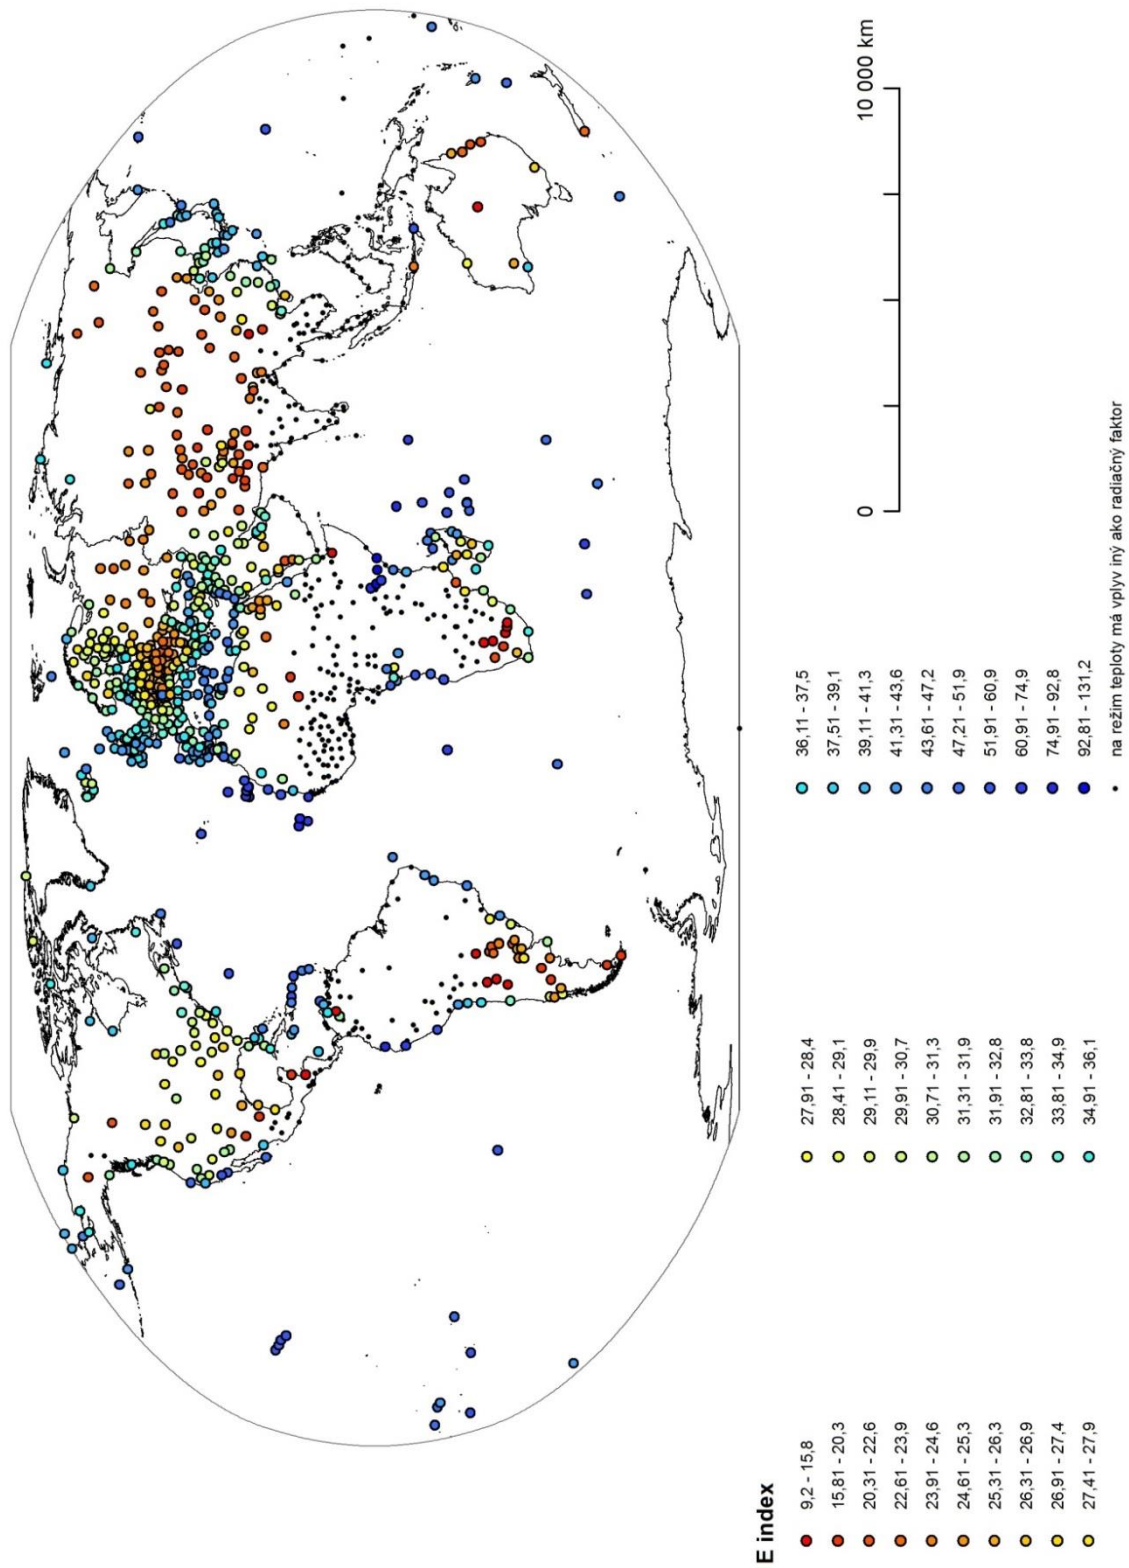 0
10 000 km
E index
9,2 - 15,8
15,81 - 20,3
20,31 - 22,6
22,61 - 23,9
23,91 - 24,6
24,61 - 25,3
25,31 - 26,3
26,31 - 26,9
26,91 - 27,4
27,41 - 27,9
27,91 - 28,4
28,41 - 29,1
29,11 - 29,9
29,91 - 30,7
30,71 - 31,3
31,31 - 31,9
31,91 - 32,8
32,81 - 33,8
33,81 - 34,9
34,91 - 36,1
36,11 - 37,5
37,51 - 39,1
39,11 - 41,3
41,31 - 43,6
43,61 - 47,2
47,21 - 51,9
51,91 - 60,9
60,91 - 74,9
74,91 - 92,8
92,81 - 131,2
na režim teploty má vplyv iný ako radiačný faktor